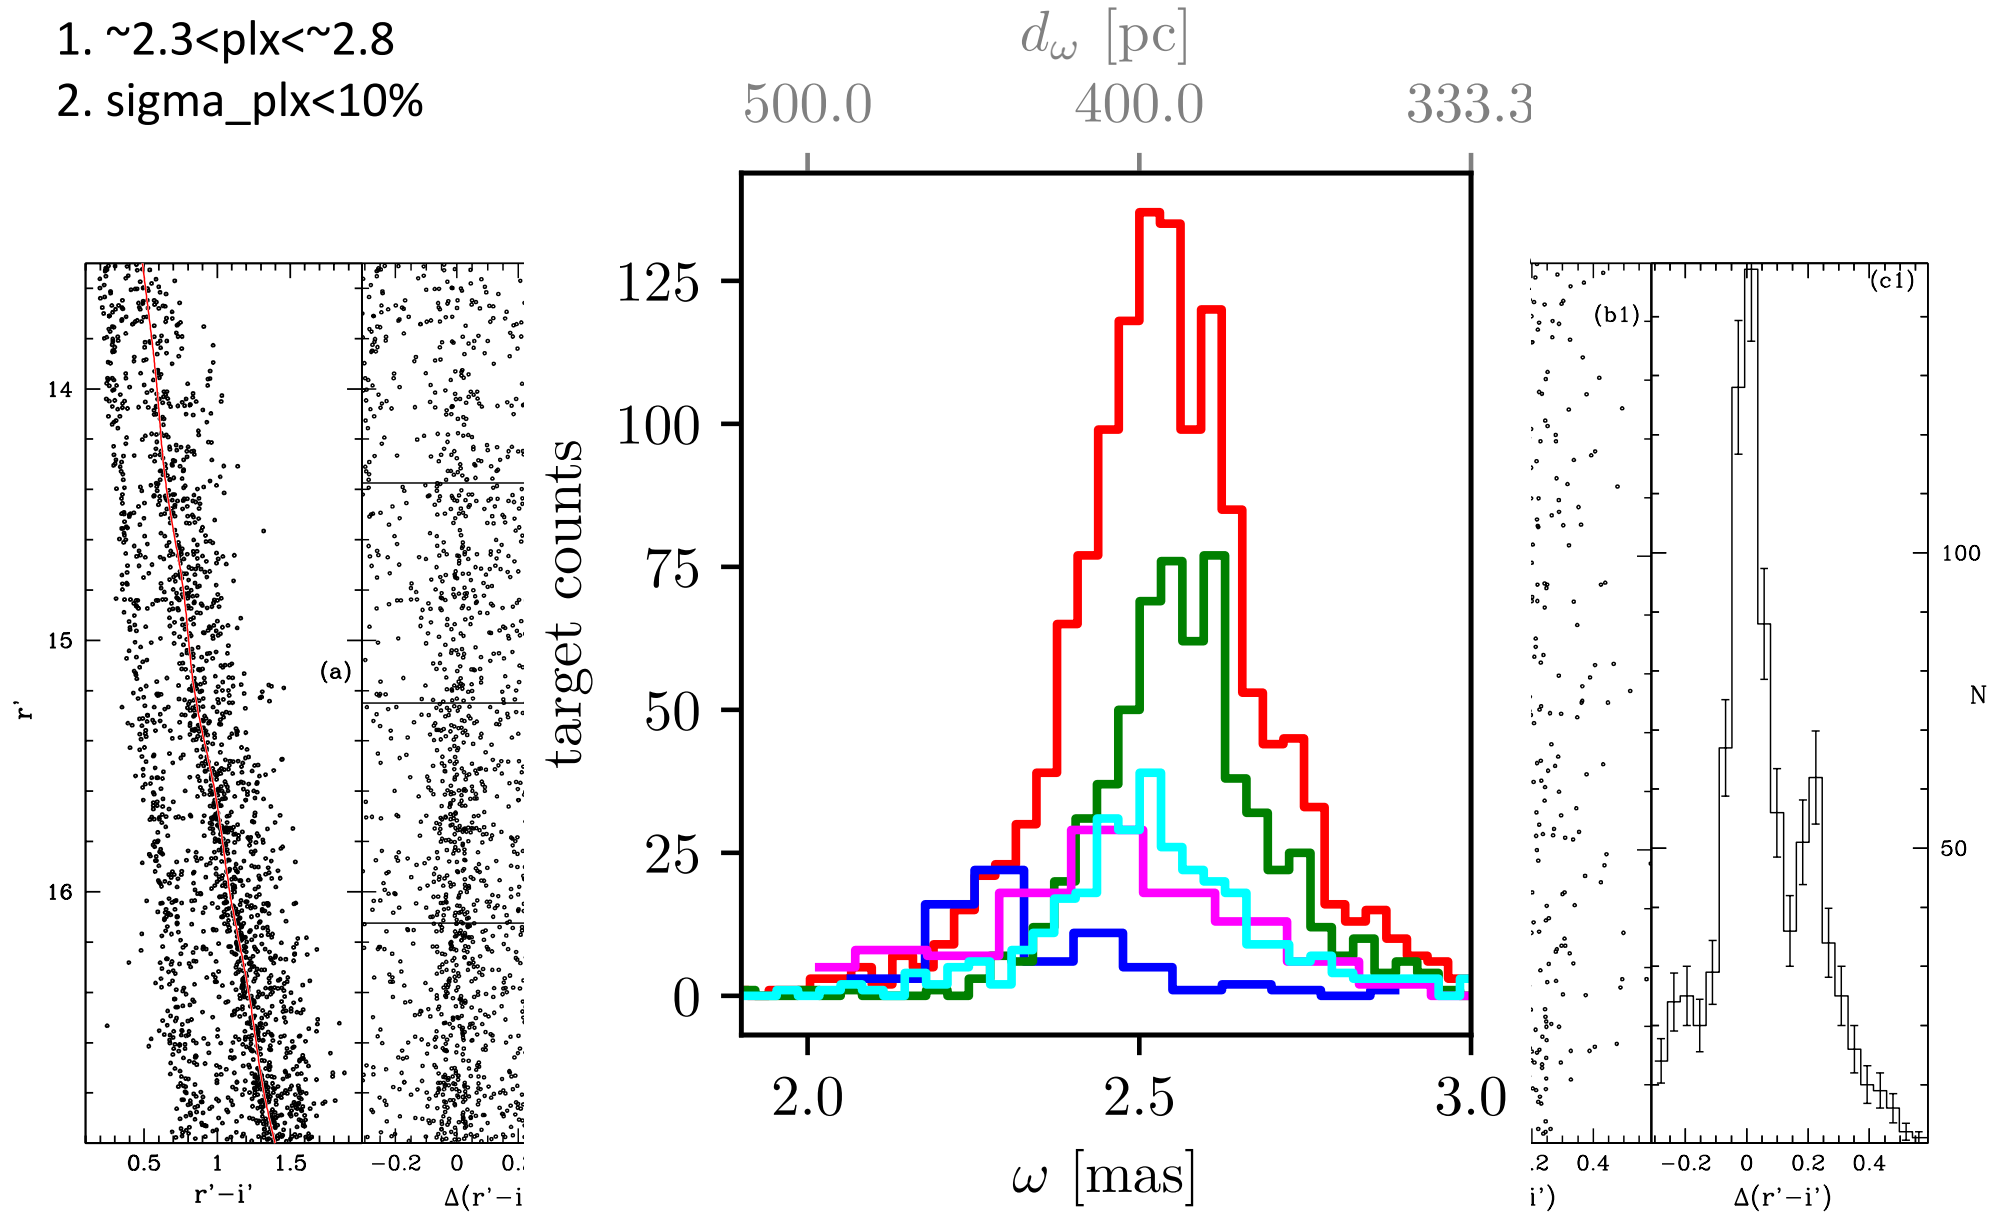 1. ~2.3<plx<~2.8
2. sigma_plx<10%
d_ω [pc]
500.0 400.0 333.3
125
100
75
50
25
0
target counts
2.0 2.5 3.0
ω [mas]
14
15
16
r'
(a)
0.5 1 1.5
r'-i'
-0.2 0 0.
Δ(r'-i
(b1)
(c1)
100
50
N
.2 0.4
i')
-0.2 0 0.2 0.4
Δ(r'-i')